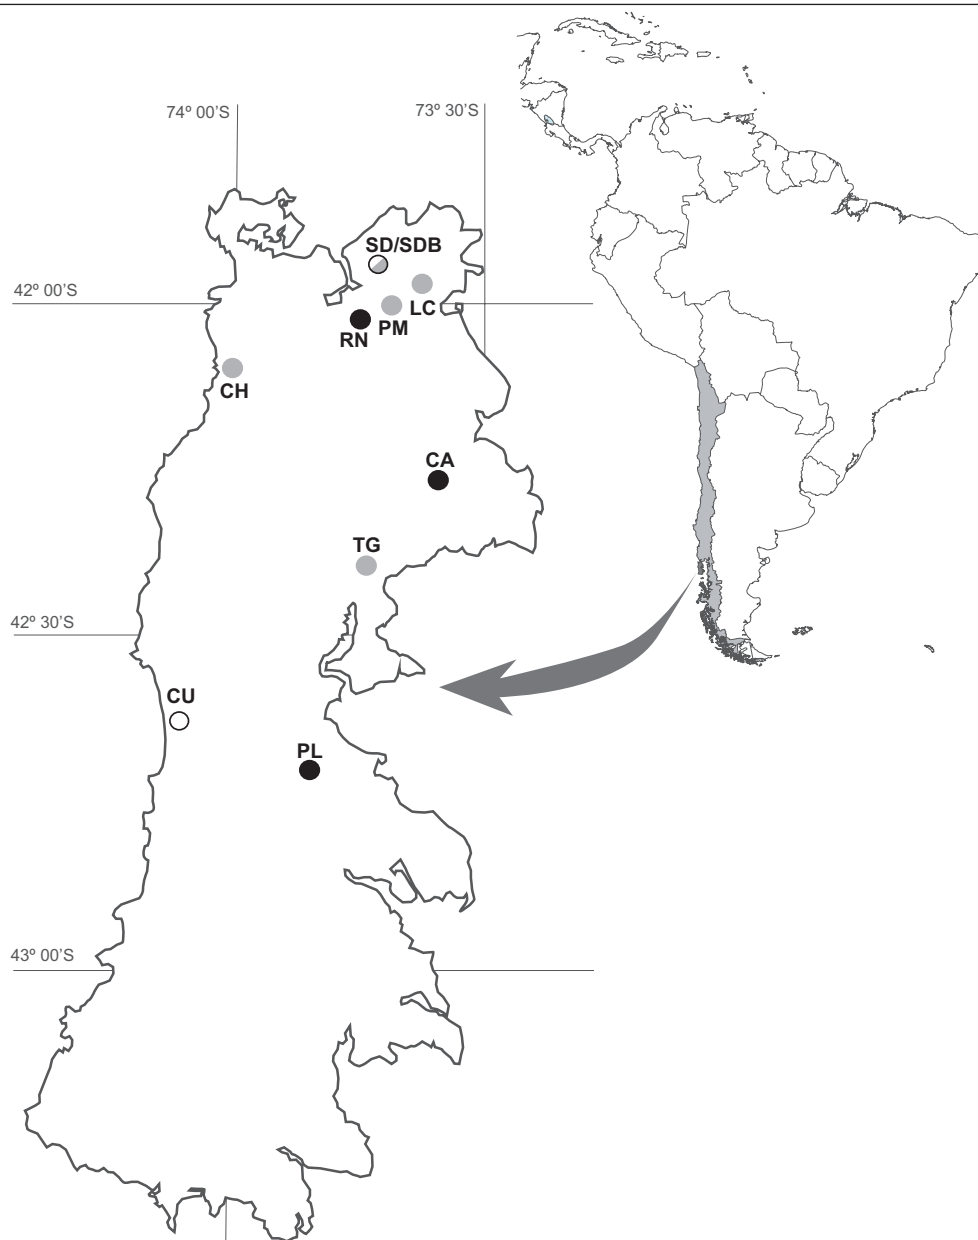 74º 00'S
73º 30'S
SD/SDB
42º 00'S
LC
PM
RN
CH
CA
TG
42º 30'S
CU
PL
43º 00'S